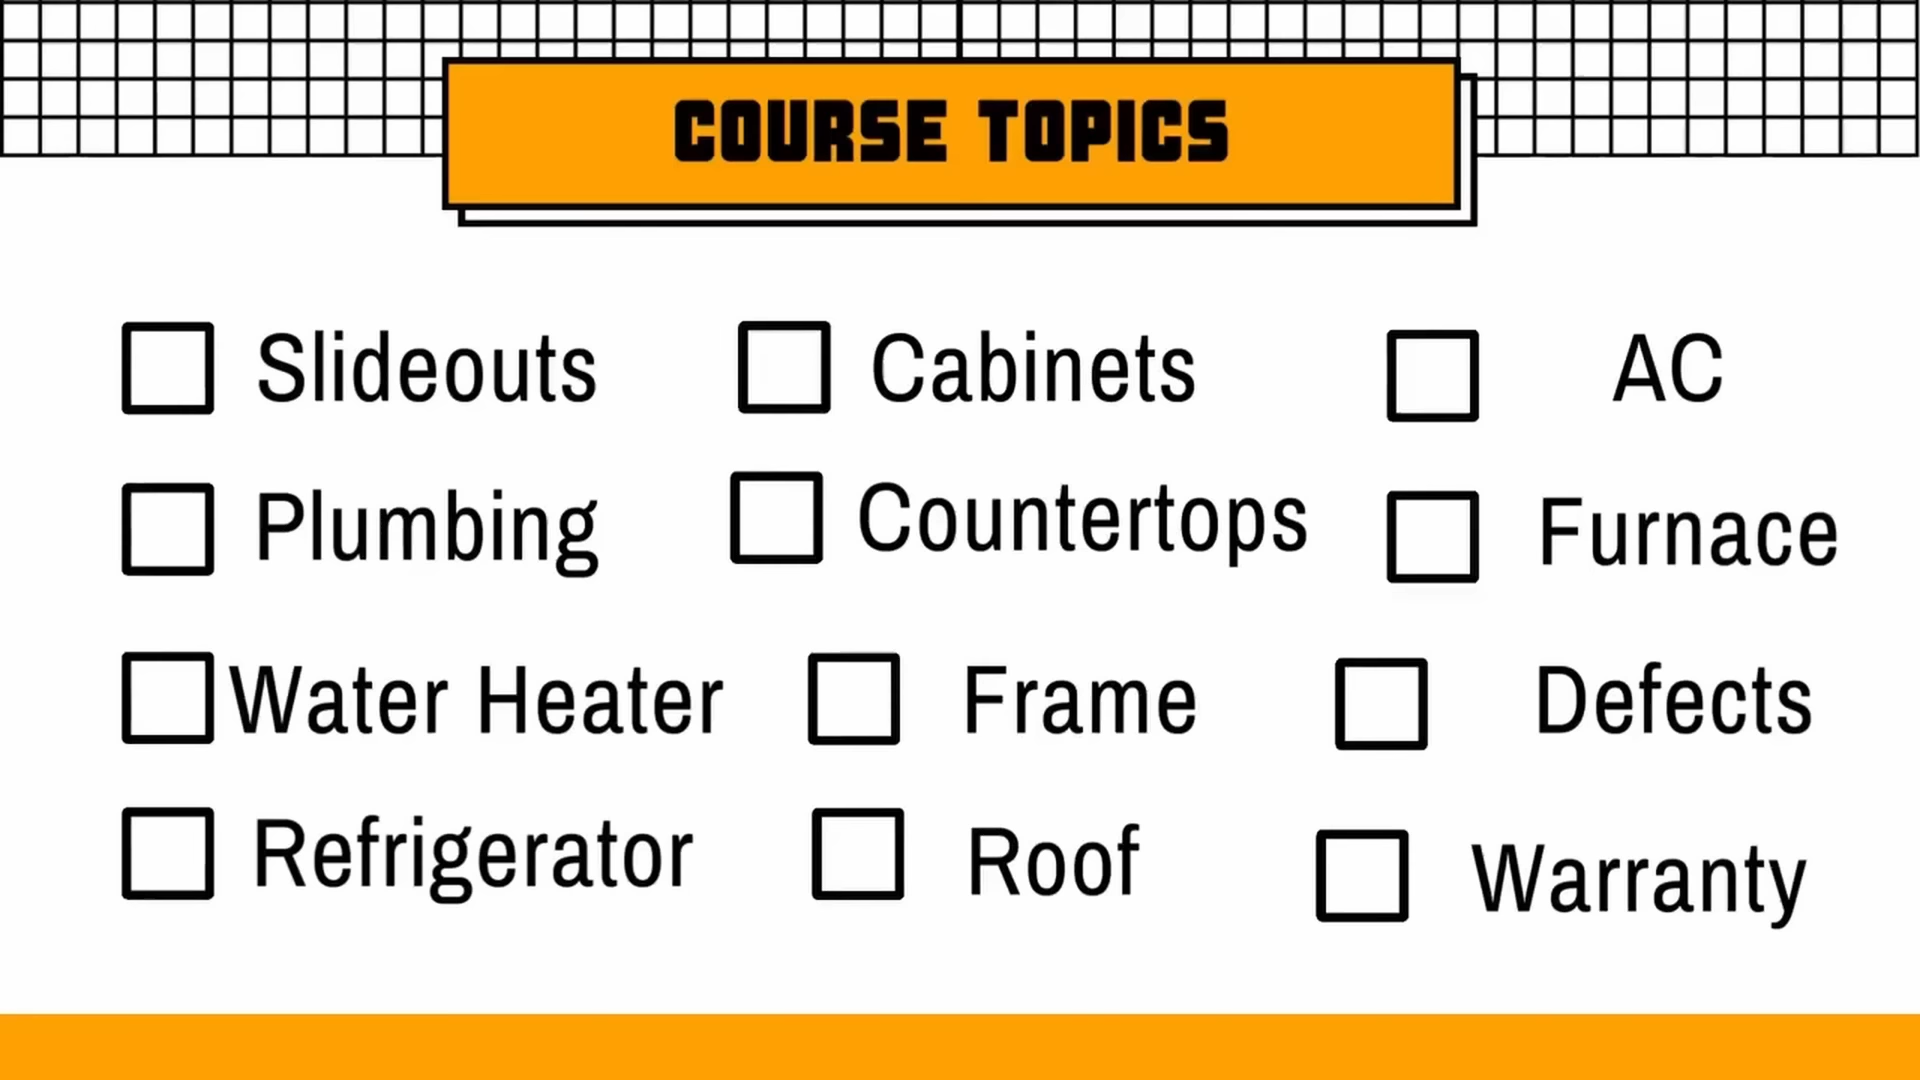 COURSE TOPICS
Slideouts
Cabinets
AC
Plumbing
Countertops
Furnace
Water Heater
Frame
Defects
Refrigerator
Roof
Warranty